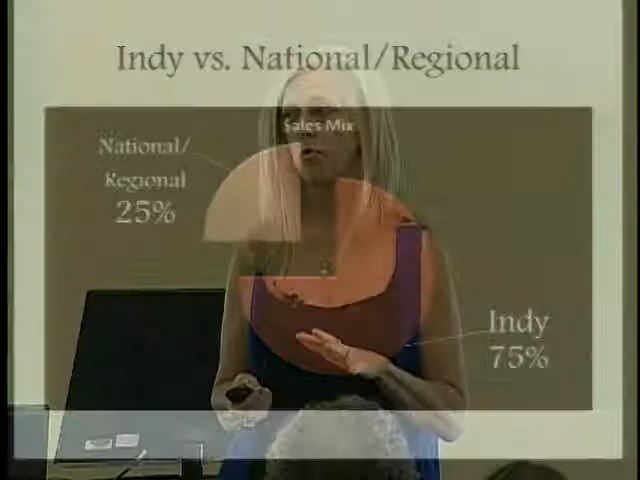 Indy vs. National/Regional
Sales Mix
National/
Regional
25%
Indy
75%